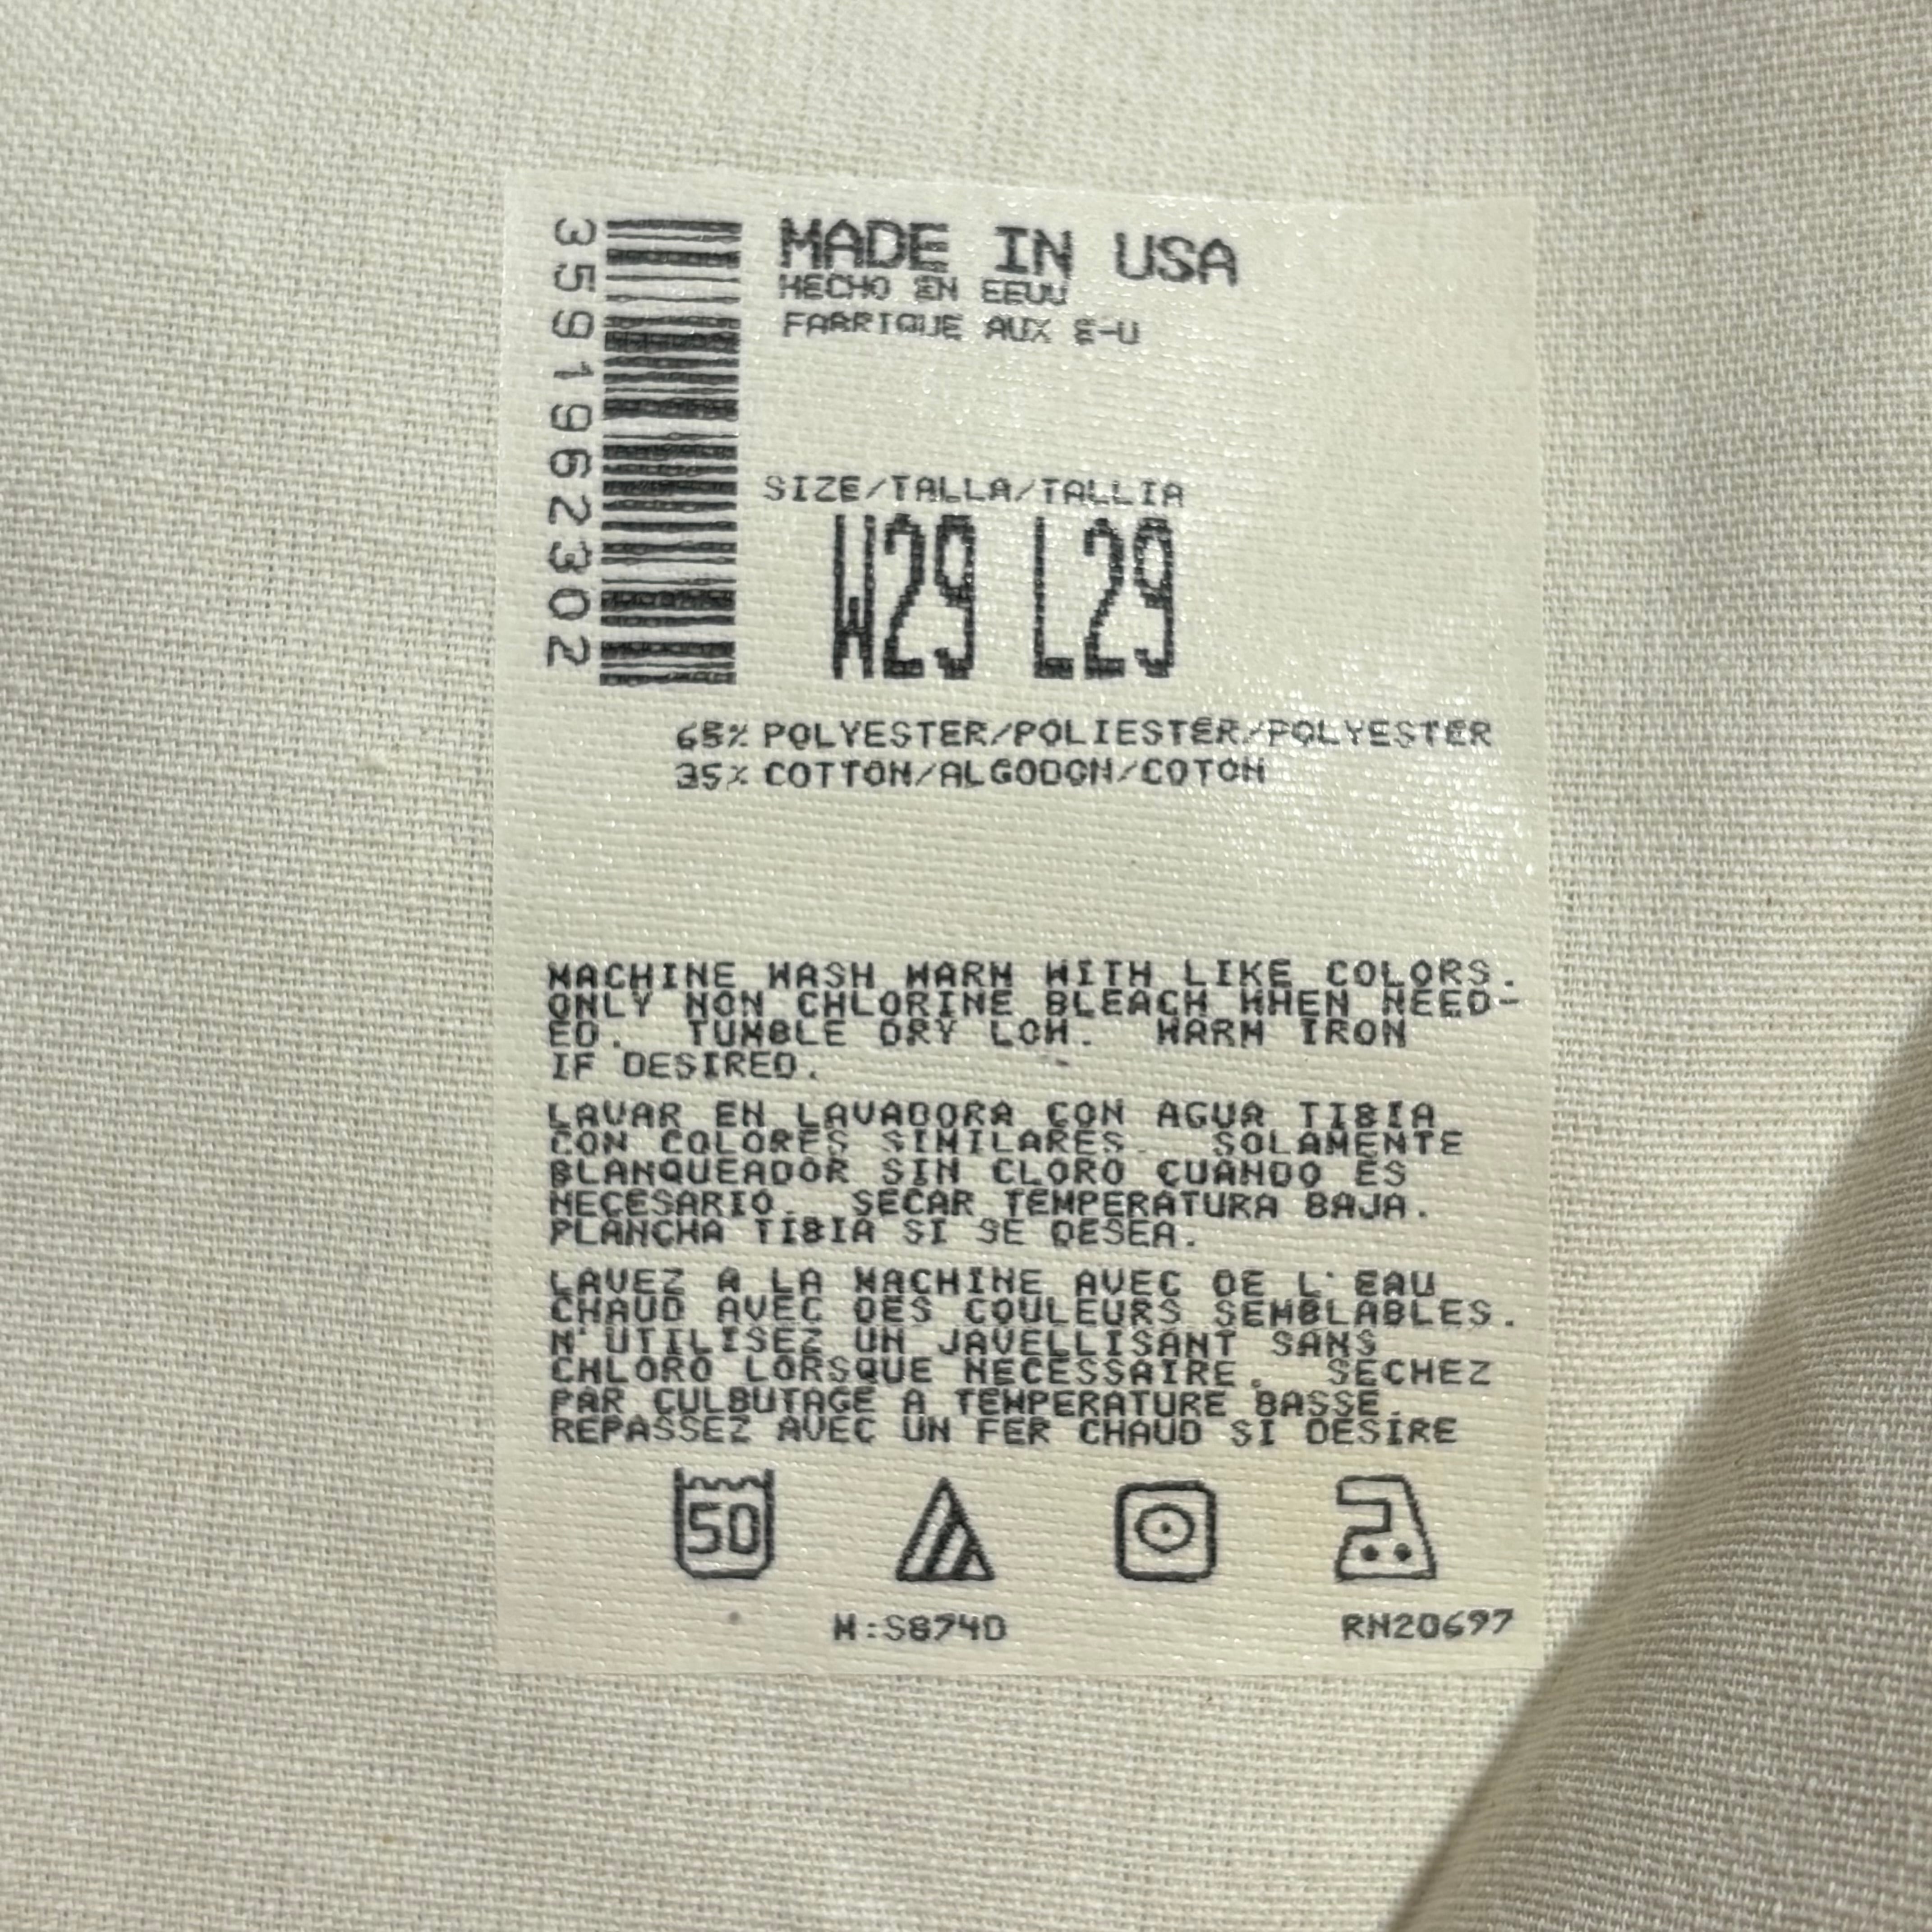 3591962302
MADE IN USA
HECHO EN EEUU
FABRIQUE AUX E-U
SIZE/TALLA/TALLIA
W29 L29
65% POLYESTER/POLIESTER/POLYESTER
35% COTTON/ALGODON/COTON
MACHINE WASH WARM WITH LIKE COLORS.
ONLY NON CHLORINE BLEACH WHEN NEED-
ED. TUMBLE DRY LOW. WARM IRON
IF DESIRED.
LAVAR EN LAVADORA CON AGUA TIBIA
CON COLORES SIMILARES. SOLAMENTE
BLANQUEADOR SIN CLORO CUANDO ES
NECESARIO. SECAR TEMPERATURA BAJA.
PLANCHA TIBIA SI SE DESEA.
LAVEZ A LA MACHINE AVEC DE L'EAU
CHAUD AVEC DES COULEURS SEMBLABLES.
N'UTILISEZ UN JAVELLISANT SANS
CHLORO LORSQUE NECESSAIRE. SECHEZ
PAR CULBUTAGE A TEMPERATURE BASSE.
REPASSEZ AVEC UN FER CHAUD SI DESIRE
50
M:S874D RN20697